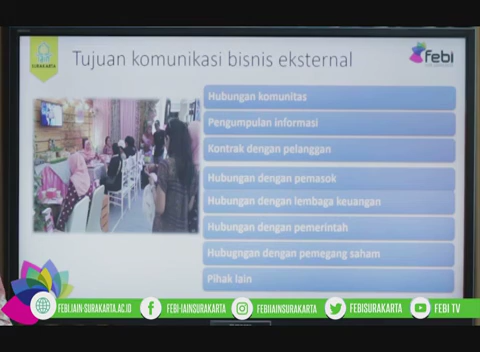 SURAKARTA
Tujuan komunikasi bisnis eksternal
febi
Hubungan komunitas
Pengumpulan informasi
Kontrak dengan pelanggan
Hubungan dengan pemasok
Hubungan dengan lembaga keuangan
Hubungan dengan pemerintah
Hubugngan dengan pemegang saham
Pihak lain
FEBI.IAIN-SURAKARTA.AC.ID
FEBI-IAINSURAKARTA
FEBIIAINSURAKARTA
FEBISURAKARTA
FEBI TV